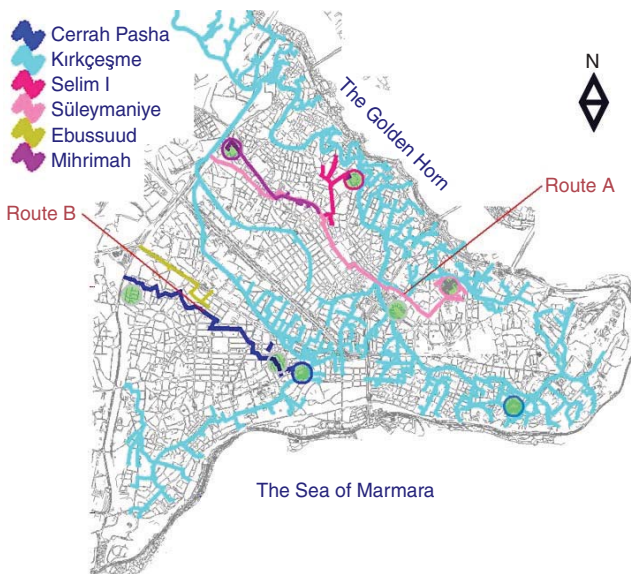 Cerrah Pasha
Kırkçeşme
Selim I
Süleymaniye
Ebussuud
Mihrimah
N
The Golden Horn
Route A
Route B
The Sea of Marmara